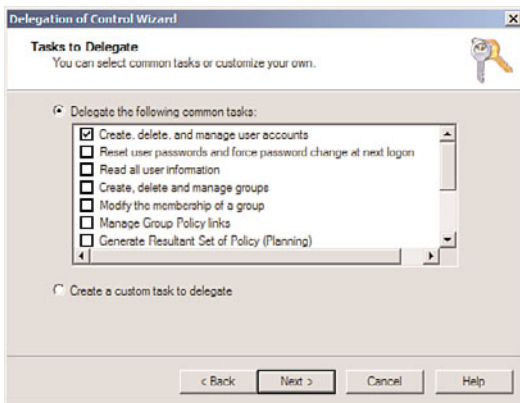 Delegation of Control Wizard
Tasks to Delegate
You can select common tasks or customize your own.
Delegate the following common tasks:
Create, delete, and manage user accounts
Reset user passwords and force password change at next logon
Read all user information
Create, delete and manage groups
Modify the membership of a group
Manage Group Policy links
Generate Resultant Set of Policy (Planning)
Create a custom task to delegate
< Back Next > Cancel Help